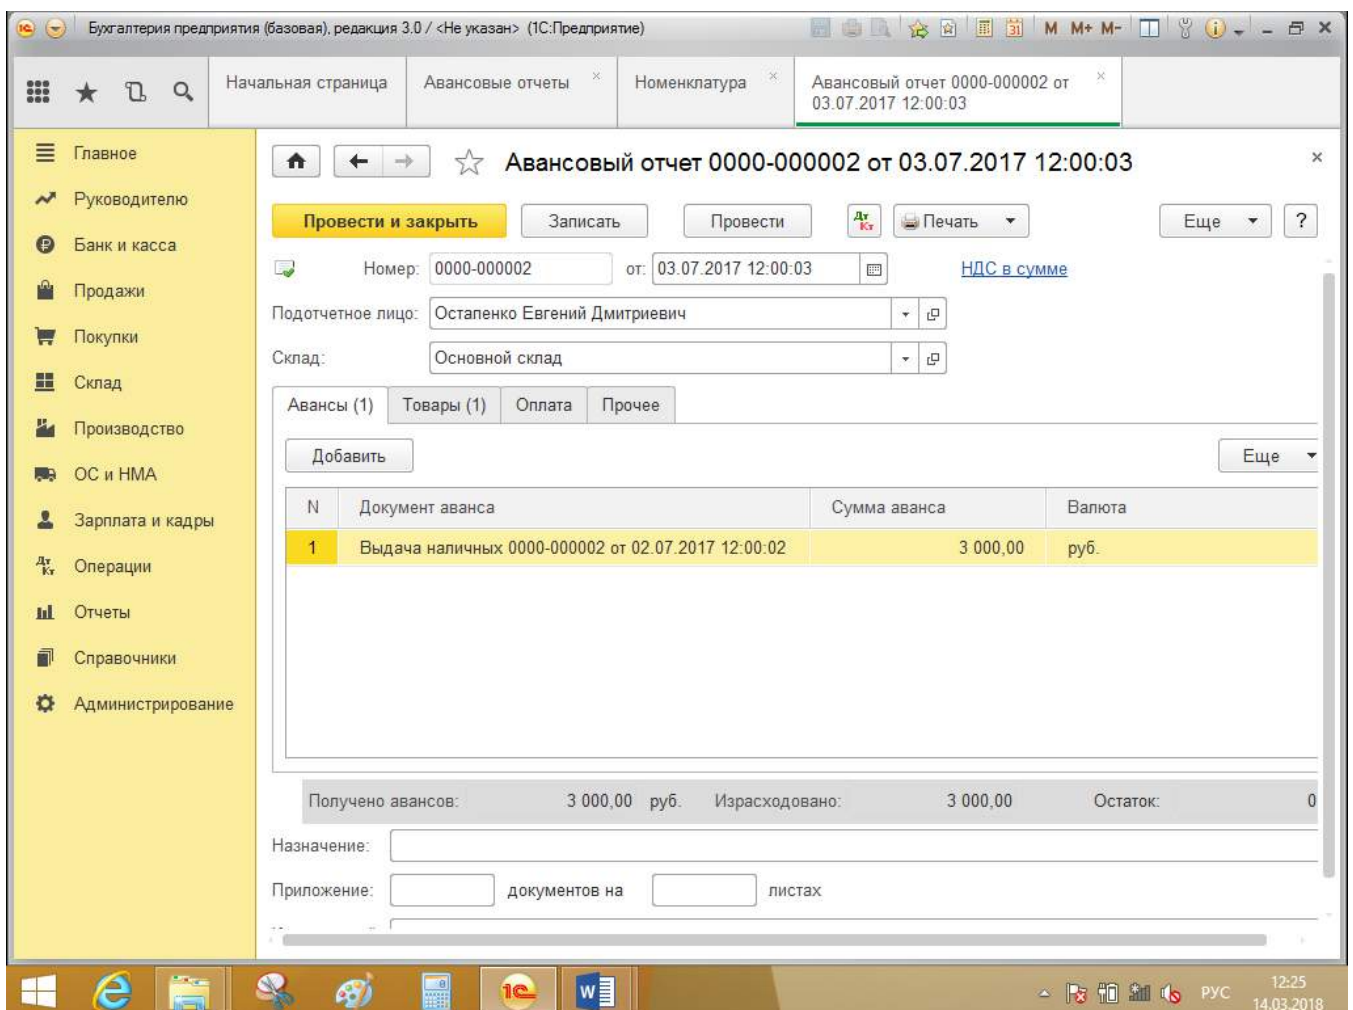 Бухгалтерия предприятия (базовая), редакция 3.0 / <Не указан> (1С:Предприятие)
31 M M+ M-
Начальная страница
Авансовые отчеты
Номенклатура
Авансовый отчет 0000-000002 от
03.07.2017 12:00:03
Главное
Руководителю
Банк и касса
Продажи
Покупки
Склад
Производство
ОС и НМА
Зарплата и кадры
Дт Кт Операции
Отчеты
Справочники
Администрирование
Авансовый отчет 0000-000002 от 03.07.2017 12:00:03
Провести и закрыть Записать Провести Дт Кт Печать Еще ?
Номер: 0000-000002 от: 03.07.2017 12:00:03 НДС в сумме
Подотчетное лицо: Остапенко Евгений Дмитриевич
Склад: Основной склад
Авансы (1) Товары (1) Оплата Прочее
Добавить Еще
N Документ аванса Сумма аванса Валюта
1 Выдача наличных 0000-000002 от 02.07.2017 12:00:02 3 000,00 руб.
Получено авансов: 3 000,00 руб. Израсходовано: 3 000,00 Остаток: 0
Назначение:
Приложение: документов на листах
1С W РУС 12:25
14.03.2018